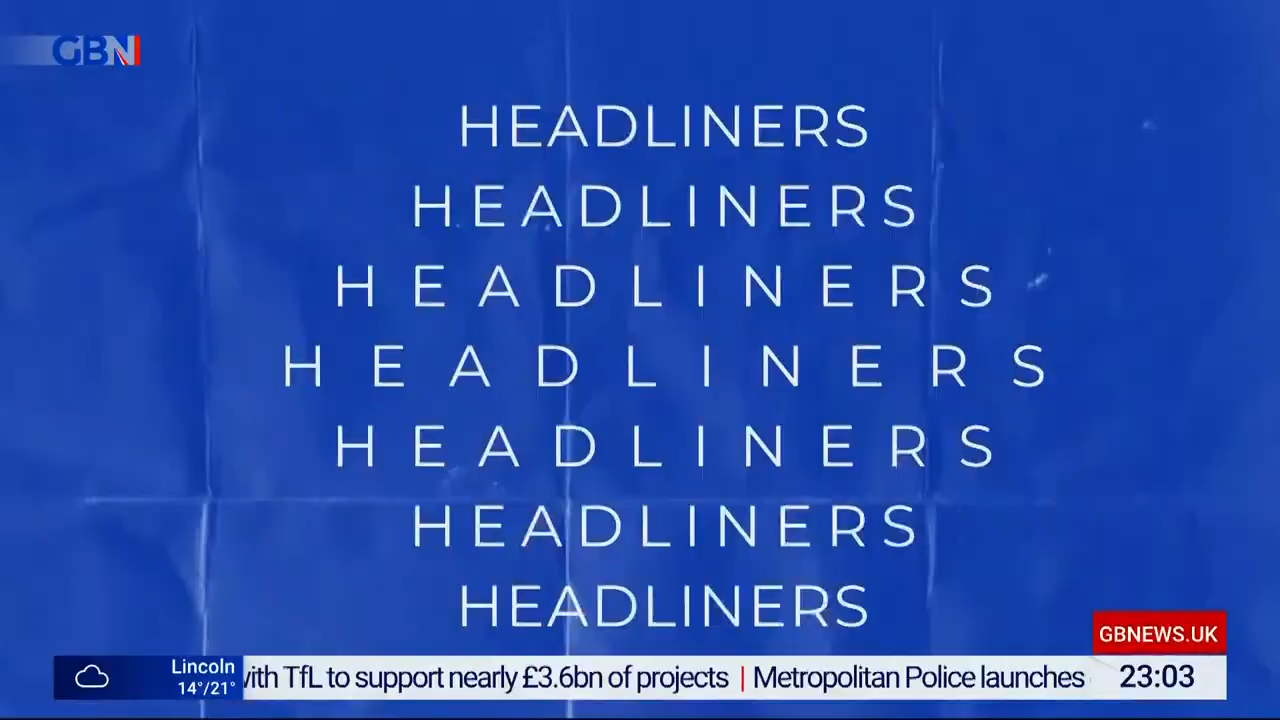 GBN
HEADLINERS
HEADLINERS
HEADLINERS
HEADLINERS
HEADLINERS
HEADLINERS
HEADLINERS
GBNEWS.UK
Lincoln
14°/21°
with TfL to support nearly £3.6bn of projects | Metropolitan Police launches
23:03